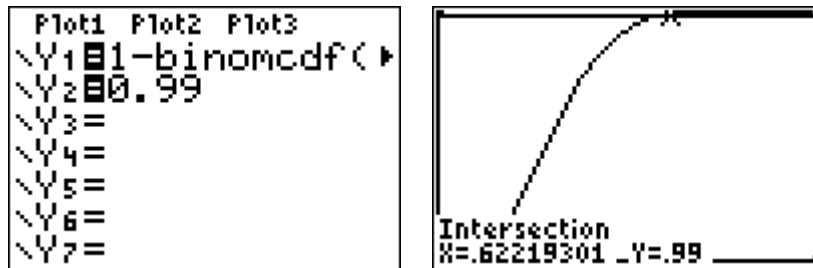 Plot1 Plot2 Plot3
\Y1=1-binomcdf(
\Y2=0.99
\Y3=
\Y4=
\Y5=
\Y6=
\Y7=
Intersection
X=.62219301 Y=.99